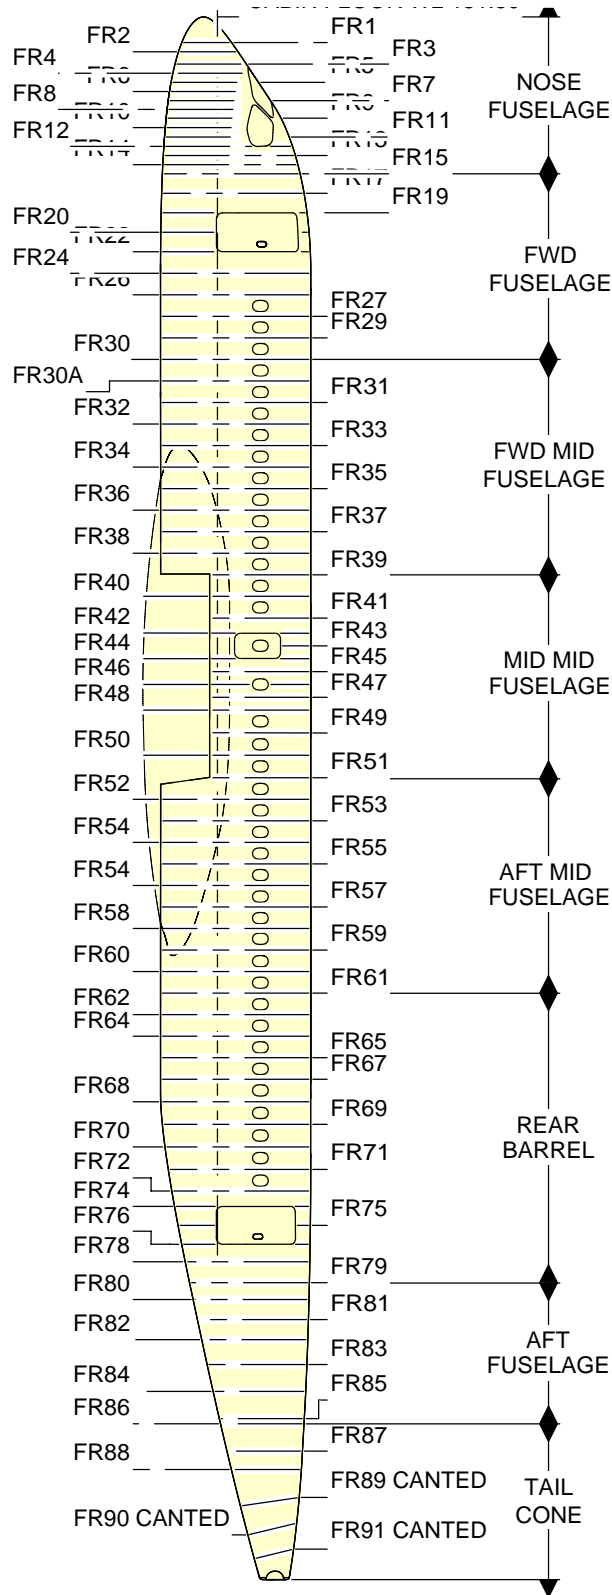 FR1
FR2
FR3
FR4
FR7
FR8
FR11
FR12
FR15
NOSE
FUSELAGE
FR19
FR20
FR24
FWD
FUSELAGE
FR27
FR29
FR30
FR30A
FR31
FR32
FR33
FR34
FWD MID
FUSELAGE
FR35
FR36
FR37
FR38
FR39
FR40
FR41
FR42
FR43
FR44
FR45
FR46
MID MID
FUSELAGE
FR47
FR48
FR49
FR50
FR51
FR52
FR53
FR54
FR55
FR54
AFT MID
FUSELAGE
FR57
FR58
FR59
FR60
FR61
FR62
FR64
FR65
FR67
FR68
FR69
FR70
REAR
BARREL
FR71
FR72
FR74
FR75
FR76
FR78
FR79
FR80
FR81
FR82
AFT
FUSELAGE
FR83
FR84
FR85
FR86
FR87
FR88
FR89 CANTED
TAIL
CONE
FR90 CANTED
FR91 CANTED